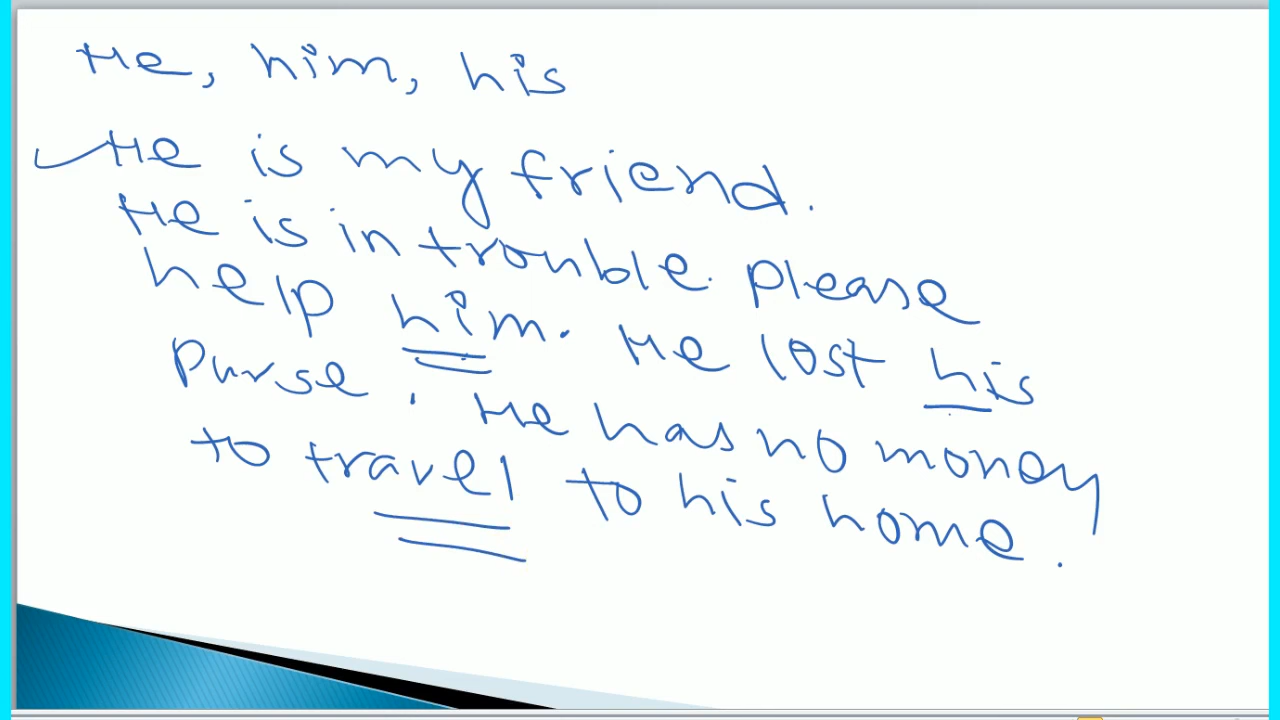 He, him, his
He is my friend.
He is in trouble. please
help him. He lost his
purse. He has no money
to travel to his home.